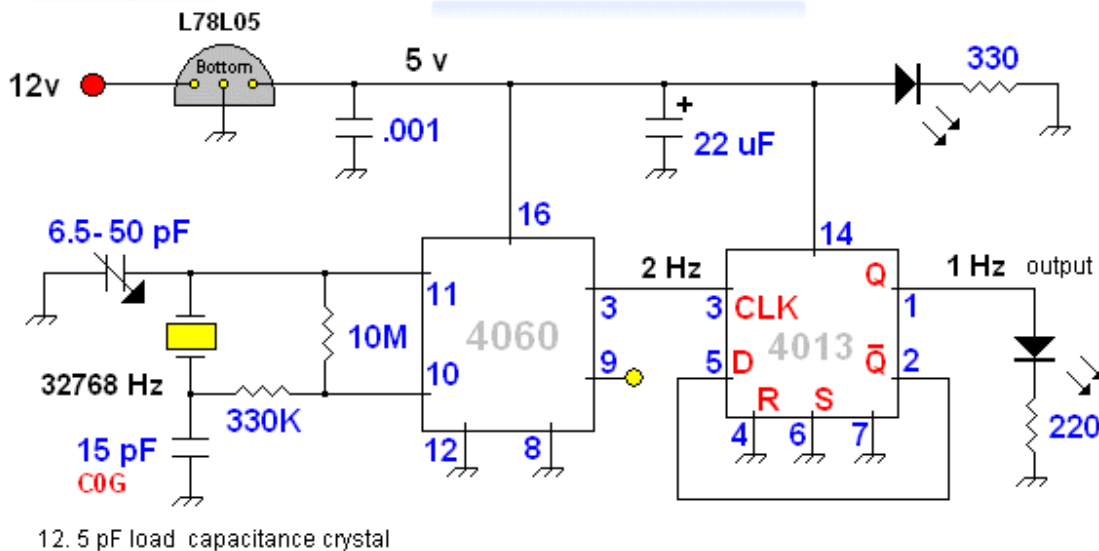 L78L05
Bottom
12v
5 v
330
.001
+
22 uF
16
14
6.5-50 pF
2 Hz
1 Hz output
11
3
3
CLK
Q
1
10M
4060
4013
10
9
5
D
Q̅
2
32768 Hz
330K
R
S
12
8
4
6
7
220
15 pF
C0G
12. 5 pF load capacitance crystal